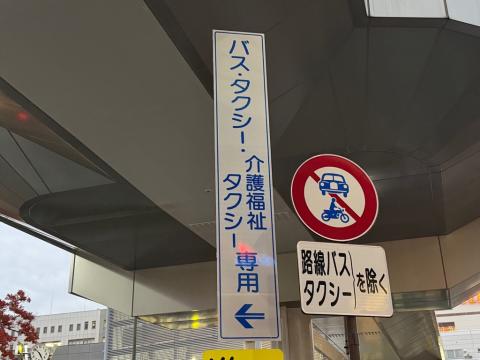 バス・タクシー・介護福祉
タクシー専用
←
路線バス
タクシー
を除く